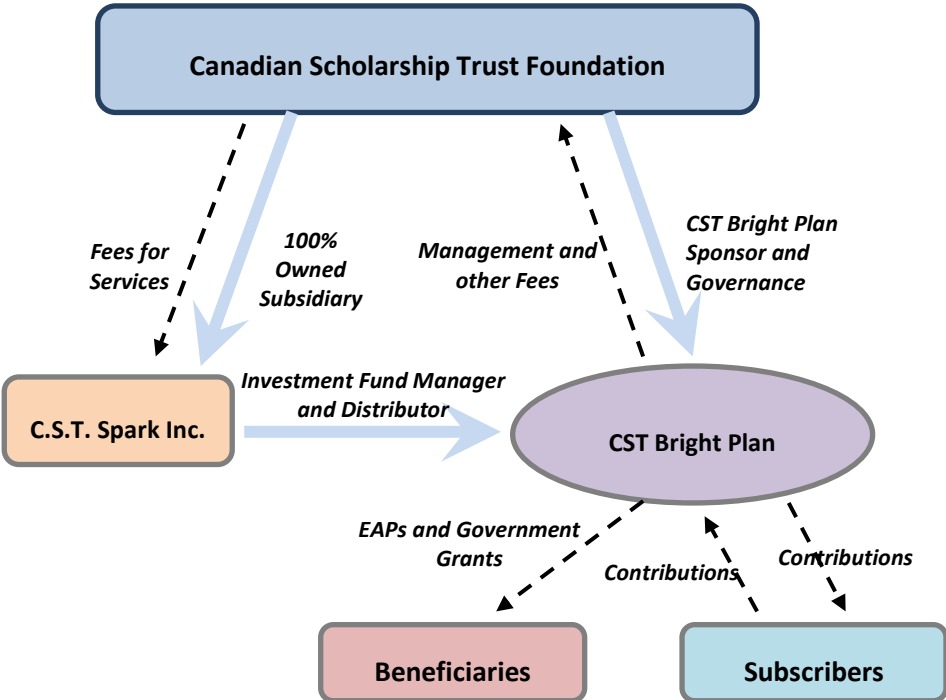 Canadian Scholarship Trust Foundation
Fees for
Services
100%
Owned
Subsidiary
Management and
other Fees
CST Bright Plan
Sponsor and
Governance
Investment Fund Manager
and Distributor
C.S.T. Spark Inc.
CST Bright Plan
EAPs and Government
Grants
Contributions
Contributions
Beneficiaries
Subscribers